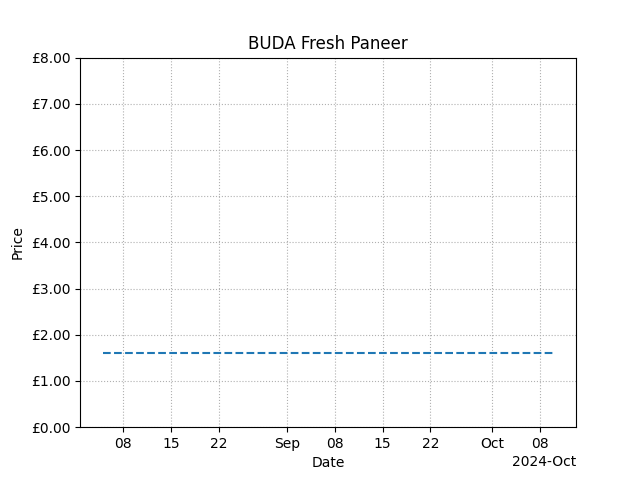 BUDA Fresh Paneer
£8.00
£7.00
£6.00
£5.00
£4.00
£3.00
£2.00
£1.00
£0.00
Price
08 15 22 Sep 08 15 22 Oct 08
Date
2024-Oct